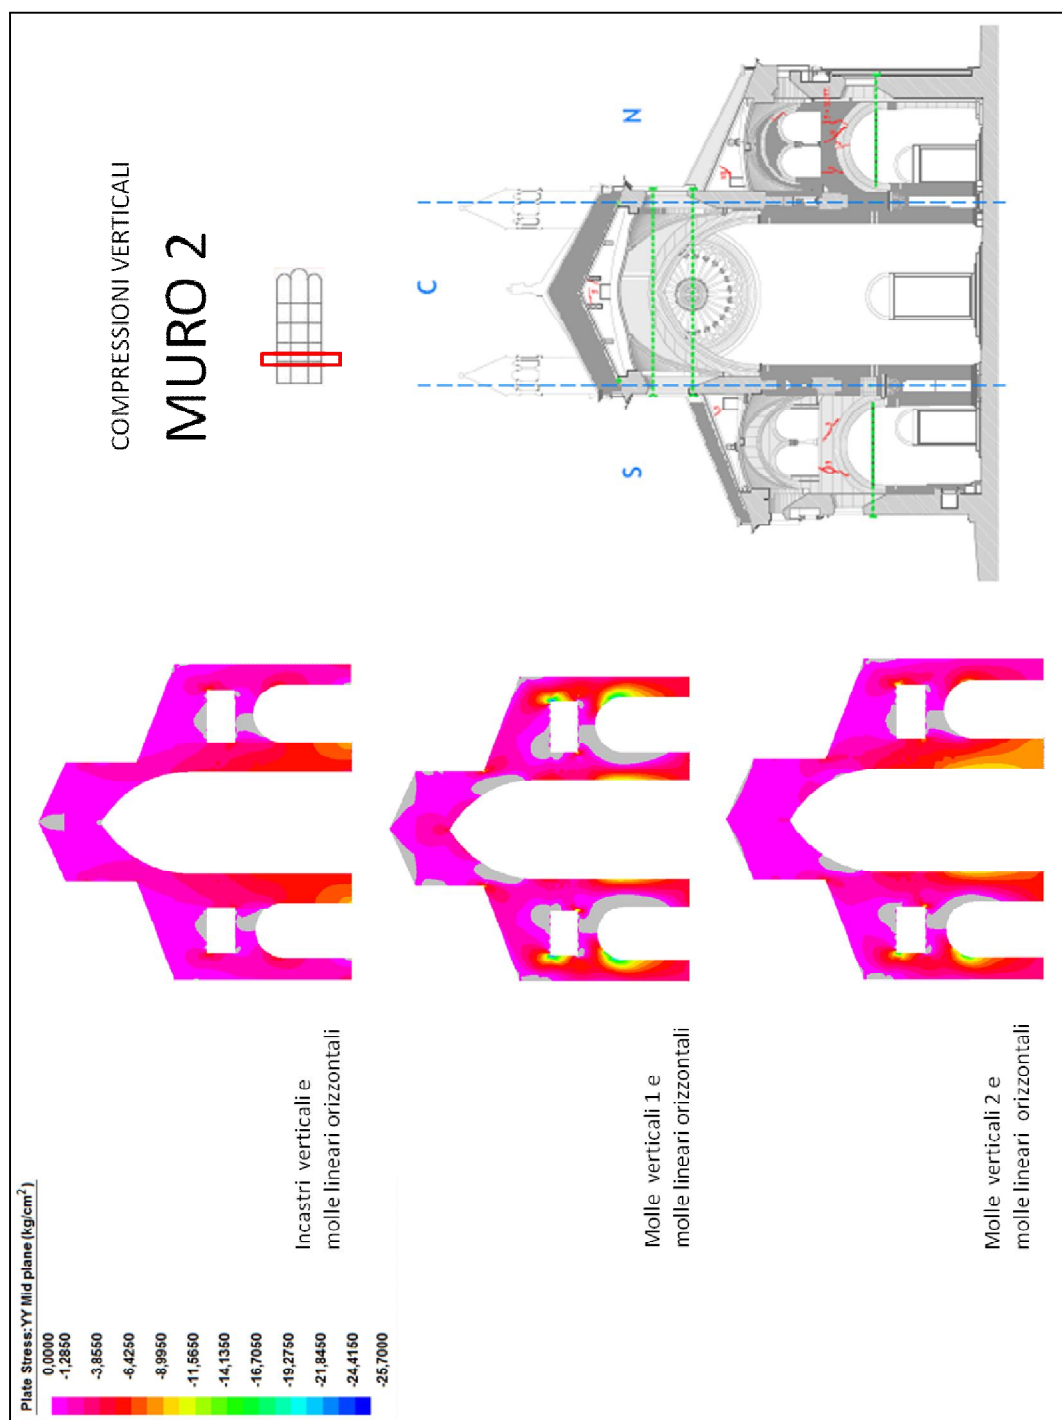 COMPRESSIONI VERTICALI
MURO 2
S
C
N
Plate Stress:YY Mid plane (kg/cm²)
0,0000
-1,2850
-3,8550
-6,4250
-8,9950
-11,5650
-14,1350
-16,7050
-19,2750
-21,8450
-24,4150
-25,7000
Incastri verticali e
molle lineari orizzontali
Molle verticali 1 e
molle lineari orizzontali
Molle verticali 2 e
molle lineari orizzontali